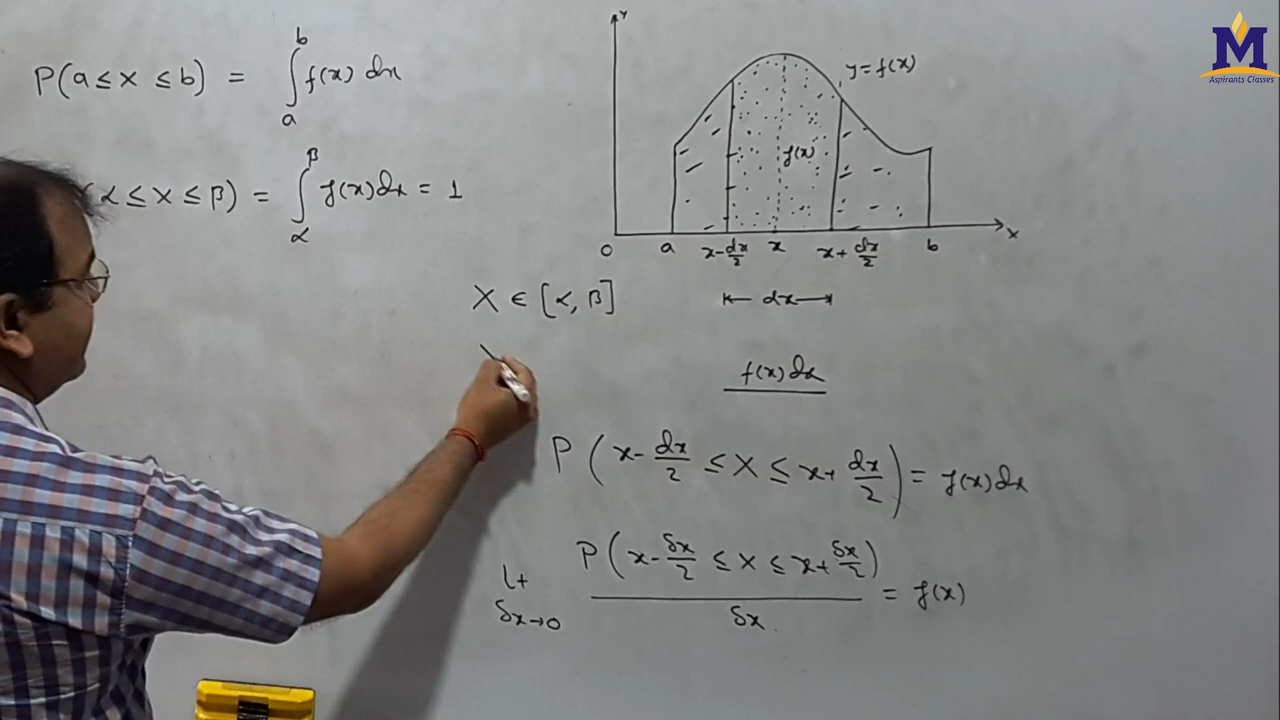 P(a ≤ x ≤ b) = ∫_a^b f(x) dx
(α ≤ x ≤ β) = ∫_α^β f(x) dx = 1
Y
y = f(x)
f(x)
0 a x - dx/2 x x + dx/2 b x
dx
X ∈ [α, β]
f(x) dx
P(x - dx/2 ≤ X ≤ x + dx/2) = f(x) dx
lt δx→0 P(x - δx/2 ≤ X ≤ x + δx/2) / δx = f(x)
M
Aspirants Classes